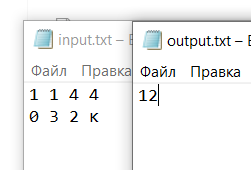 input.txt – Б
output.txt – Б
Файл Правка
Файл Правка
1 1 4 4
0 3 2 к
12